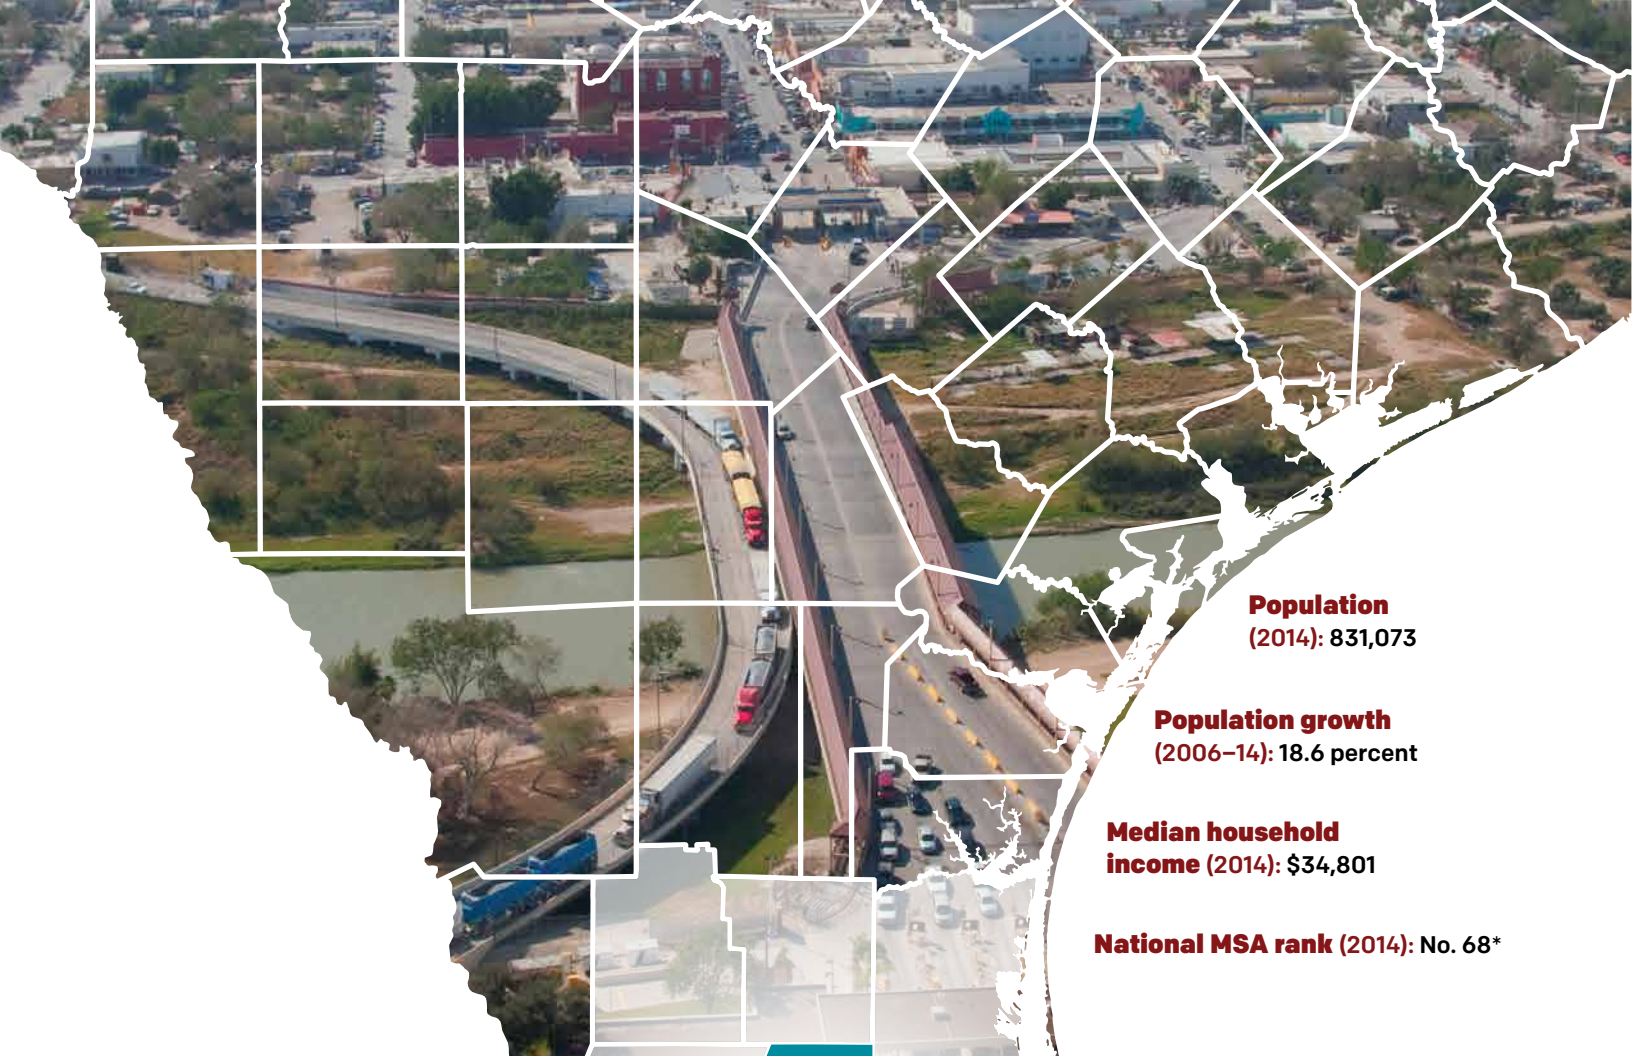 Population
(2014): 831,073
Population growth
(2006–14): 18.6 percent
Median household
income (2014): $34,801
National MSA rank (2014): No. 68*